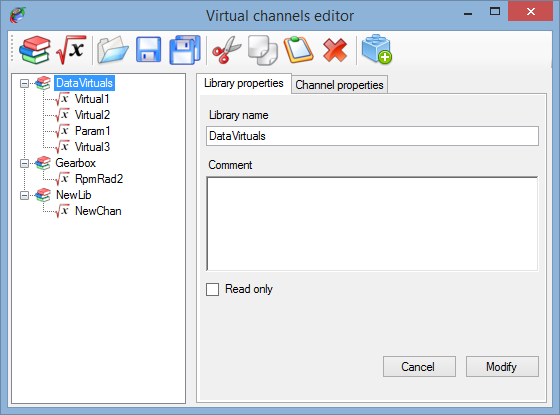 Virtual channels editor
DataVirtuals
Virtual1
Virtual2
Param1
Virtual3
Gearbox
RpmRad2
NewLib
NewChan
Library properties
Channel properties
Library name
DataVirtuals
Comment
Read only
Cancel
Modify